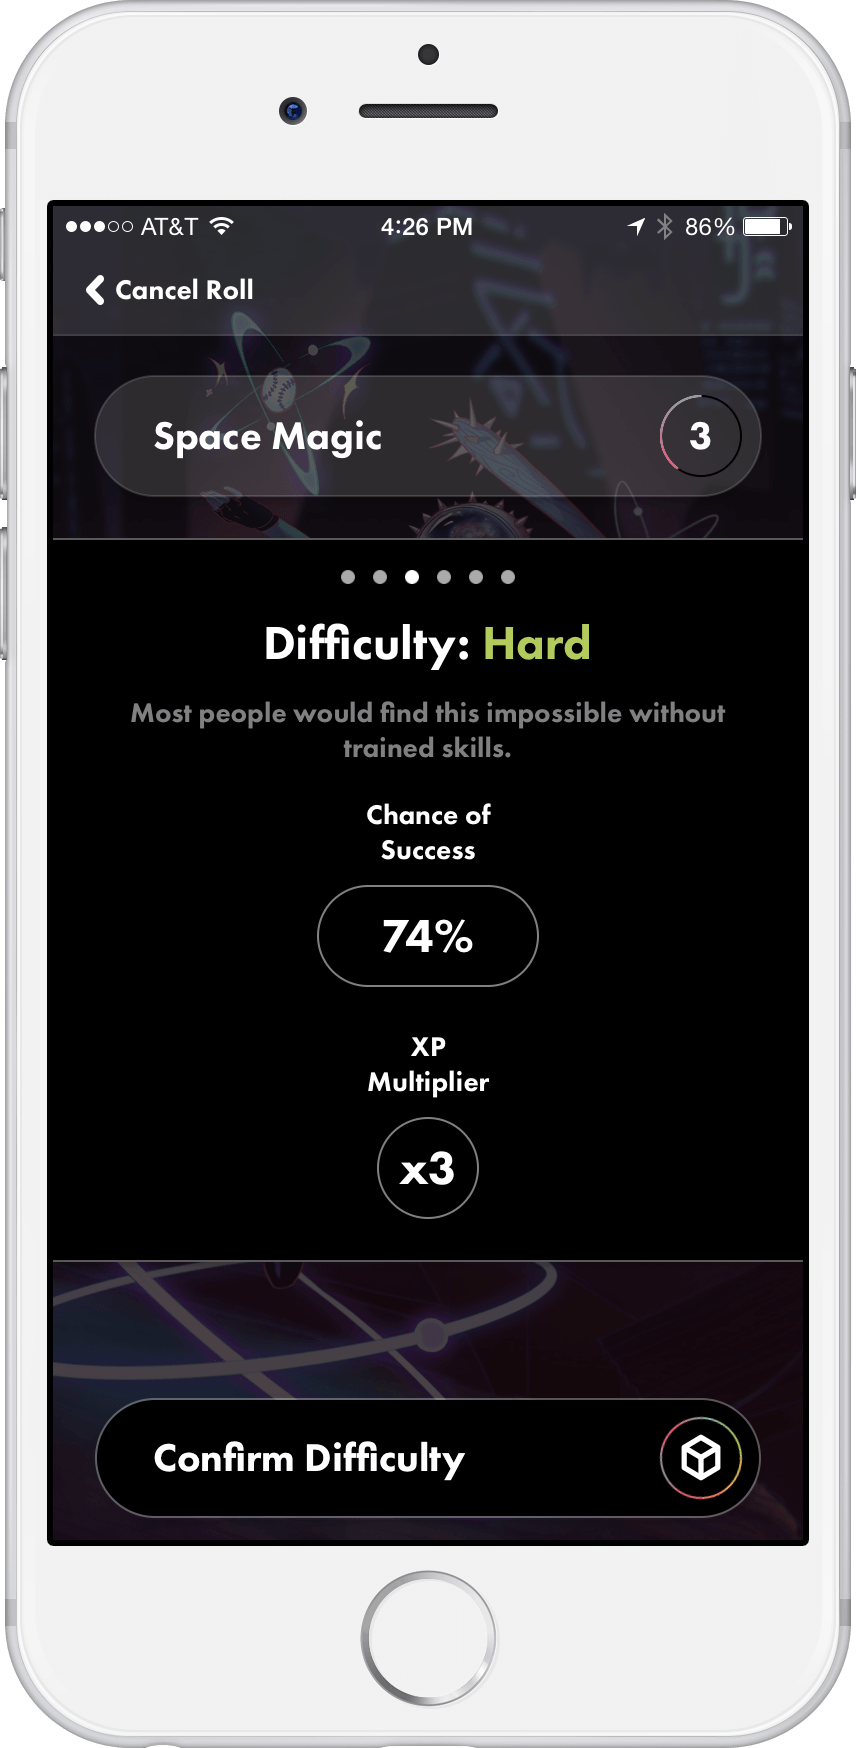 AT&T 4:26 PM 86%
Cancel Roll
Space Magic 3
Difficulty: Hard
Most people would find this impossible without
trained skills.
Chance of
Success
74%
XP
Multiplier
x3
Confirm Difficulty